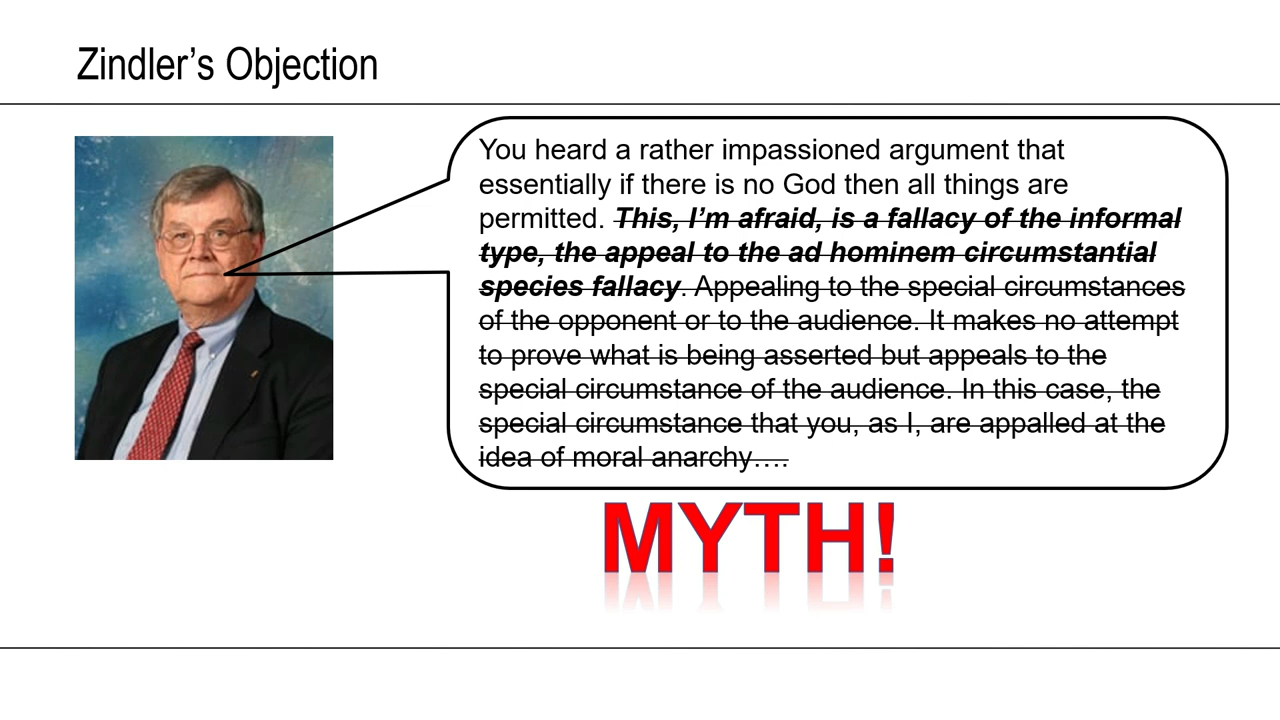 Zindler’s Objection
You heard a rather impassioned argument that
essentially if there is no God then all things are
permitted. This, I’m afraid, is a fallacy of the informal
type, the appeal to the ad hominem circumstantial
species fallacy. Appealing to the special circumstances
of the opponent or to the audience. It makes no attempt
to prove what is being asserted but appeals to the
special circumstance of the audience. In this case, the
special circumstance that you, as I, are appalled at the
idea of moral anarchy….
MYTH!